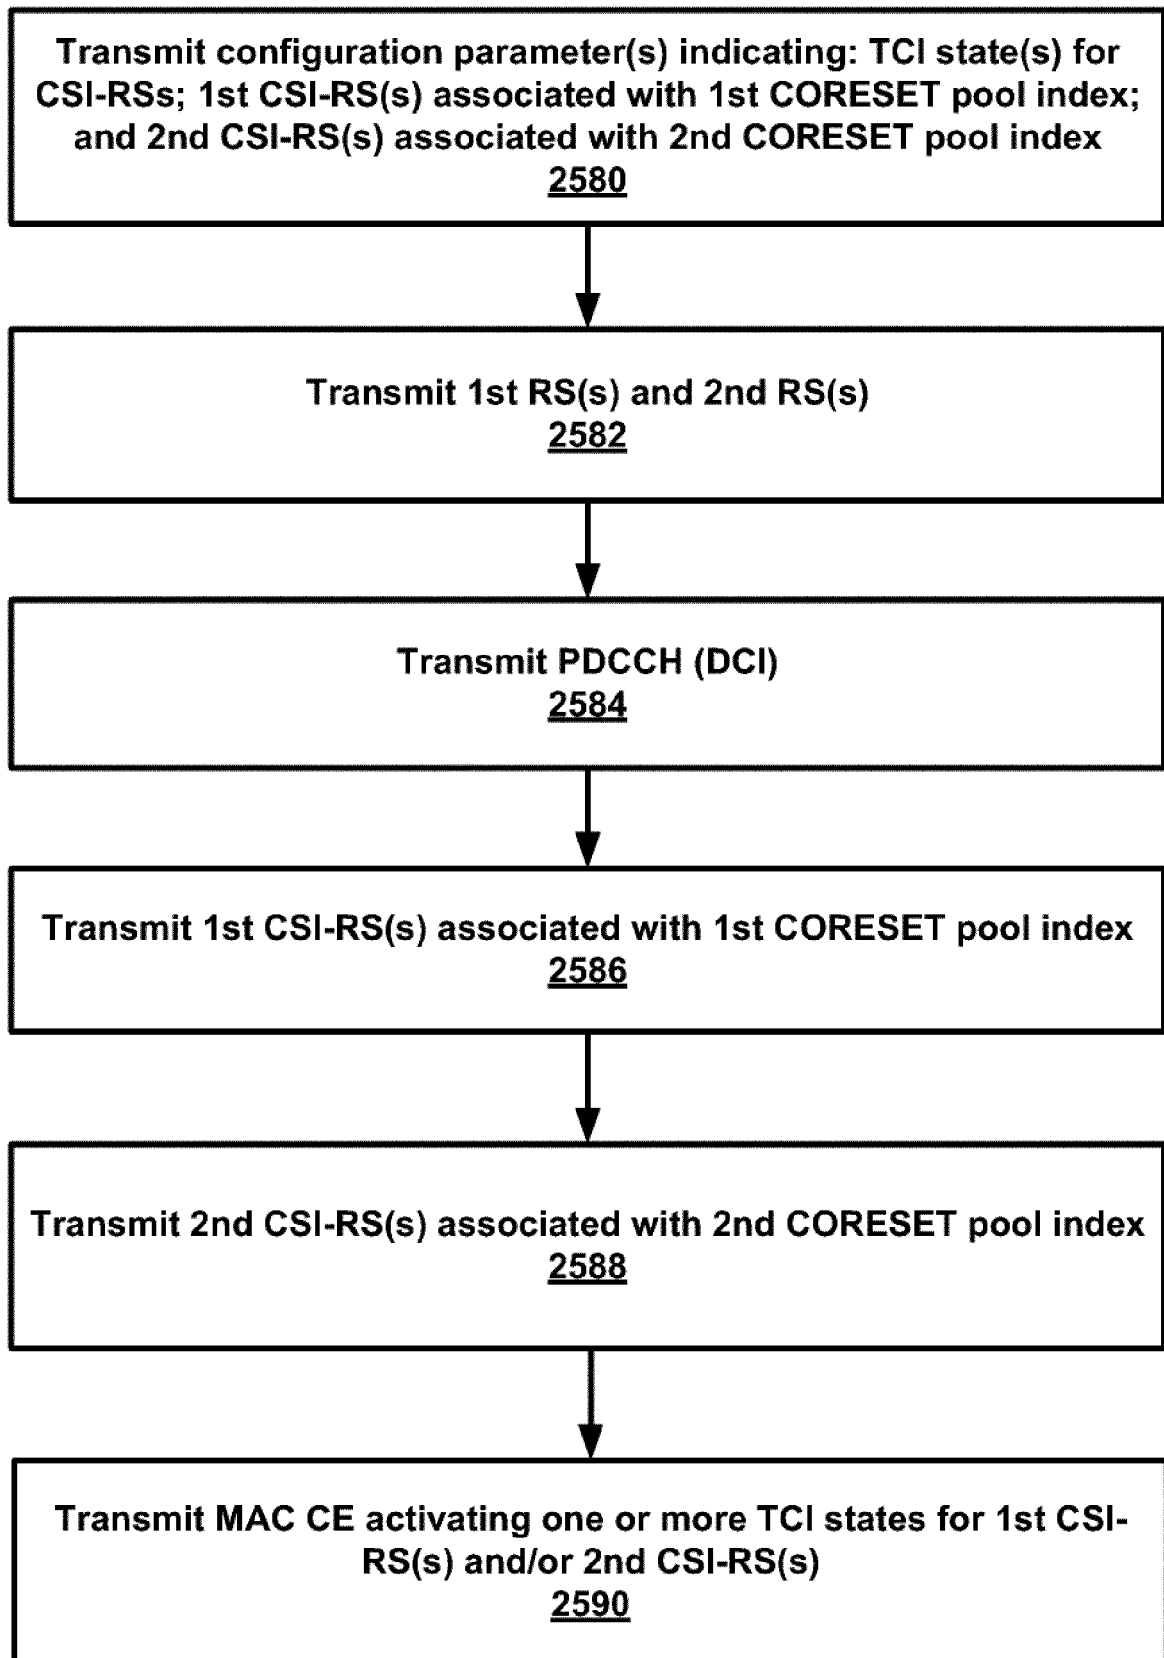 Transmit configuration parameter(s) indicating: TCI state(s) for
CSI-RSs; 1st CSI-RS(s) associated with 1st CORESET pool index;
and 2nd CSI-RS(s) associated with 2nd CORESET pool index
2580
Transmit 1st RS(s) and 2nd RS(s)
2582
Transmit PDCCH (DCI)
2584
Transmit 1st CSI-RS(s) associated with 1st CORESET pool index
2586
Transmit 2nd CSI-RS(s) associated with 2nd CORESET pool index
2588
Transmit MAC CE activating one or more TCI states for 1st CSI-
RS(s) and/or 2nd CSI-RS(s)
2590